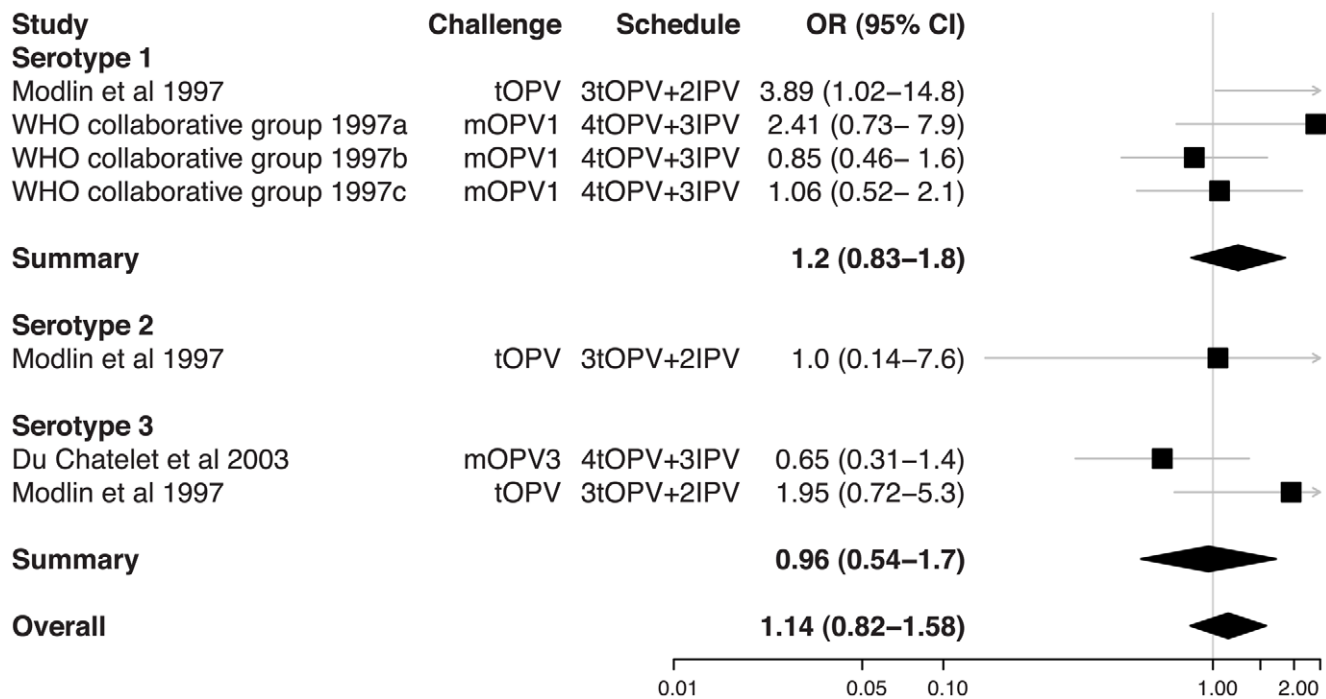 Study Challenge Schedule OR (95% CI)
Serotype 1
Modlin et al 1997 tOPV 3tOPV+2IPV 3.89 (1.02–14.8)
WHO collaborative group 1997a mOPV1 4tOPV+3IPV 2.41 (0.73– 7.9)
WHO collaborative group 1997b mOPV1 4tOPV+3IPV 0.85 (0.46– 1.6)
WHO collaborative group 1997c mOPV1 4tOPV+3IPV 1.06 (0.52– 2.1)
Summary 1.2 (0.83–1.8)
Serotype 2
Modlin et al 1997 tOPV 3tOPV+2IPV 1.0 (0.14–7.6)
Serotype 3
Du Chatelet et al 2003 mOPV3 4tOPV+3IPV 0.65 (0.31–1.4)
Modlin et al 1997 tOPV 3tOPV+2IPV 1.95 (0.72–5.3)
Summary 0.96 (0.54–1.7)
Overall 1.14 (0.82–1.58)
0.01 0.05 0.10 1.00 2.00